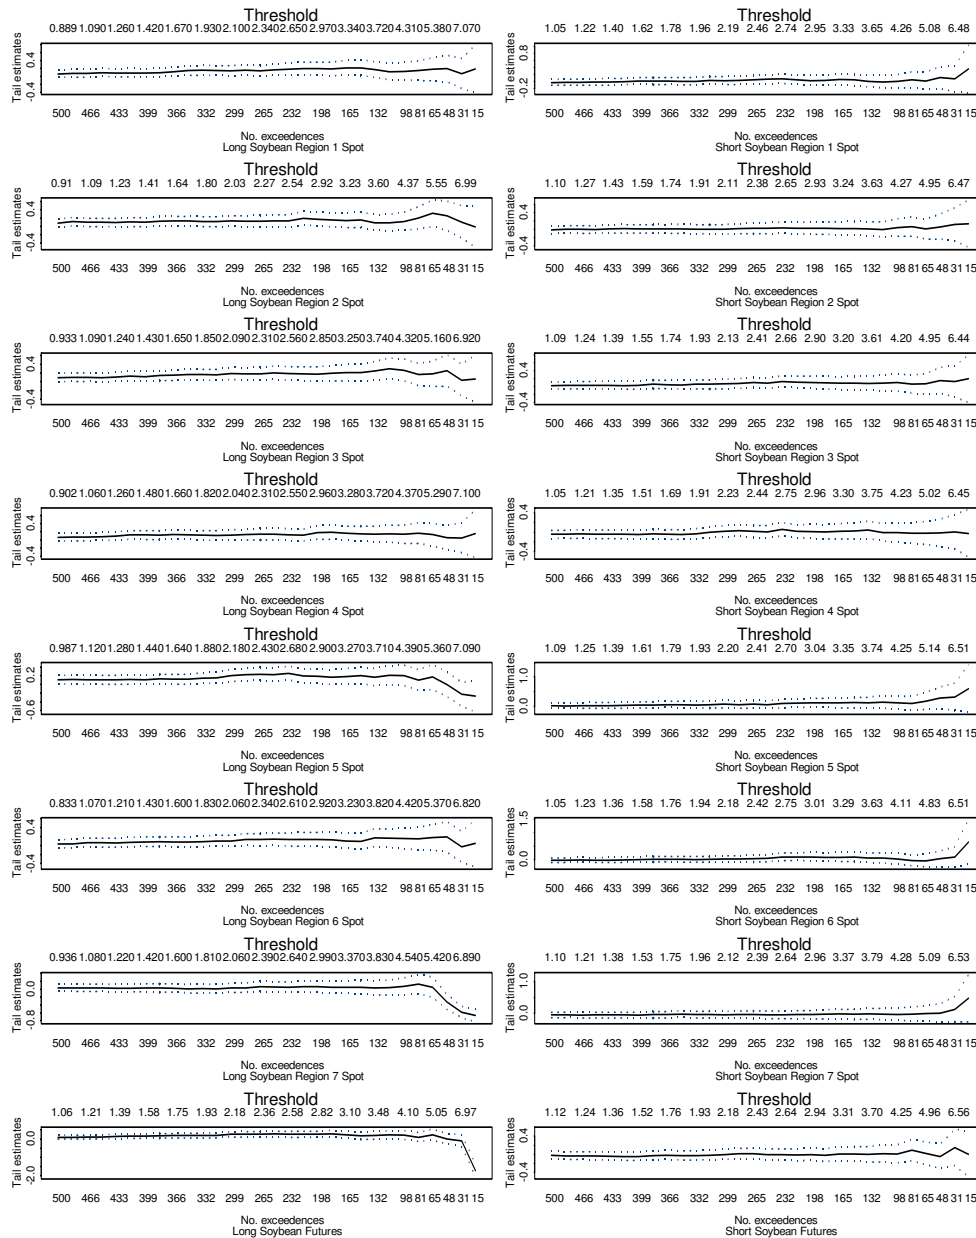 Threshold
0.889 1.090 1.260 1.420 1.670 1.930 2.100 2.340 2.650 2.970 3.340 3.720 4.310 5.380 7.070
Tail estimates
0.4
-0.4
500 466 433 399 366 332 299 265 232 198 165 132 98 81 65 48 31 15
No. exceedences
Long Soybean Region 1 Spot
Threshold
1.05 1.22 1.40 1.62 1.74 1.93 2.11 2.39 2.74 3.03 3.33 3.72 4.26 5.08 6.48
Tail estimates
0.8
-0.2
500 466 433 399 366 332 299 265 232 198 165 132 98 81 65 48 31 15
No. exceedences
Short Soybean Region 1 Spot
Threshold
0.91 1.09 1.23 1.41 1.64 1.80 2.03 2.27 2.54 2.92 3.23 3.60 4.37 5.55 6.99
Tail estimates
0.4
-0.4
500 466 433 399 366 332 299 265 232 198 165 132 98 81 65 48 31 15
No. exceedences
Long Soybean Region 2 Spot
Threshold
1.10 1.27 1.43 1.59 1.74 1.91 2.11 2.38 2.65 2.93 3.24 3.63 4.27 4.95 6.47
Tail estimates
0.4
-0.4
500 466 433 399 366 332 299 265 232 198 165 132 98 81 65 48 31 15
No. exceedences
Short Soybean Region 2 Spot
Threshold
0.933 1.090 1.240 1.430 1.650 1.850 2.090 2.310 2.560 2.850 3.250 3.740 4.320 5.160 6.920
Tail estimates
0.4
-0.4
500 466 433 399 366 332 299 265 232 198 165 132 98 81 65 48 31 15
No. exceedences
Long Soybean Region 3 Spot
Threshold
1.09 1.24 1.39 1.55 1.74 1.93 2.13 2.41 2.66 2.93 3.20 3.61 4.20 4.99 6.44
Tail estimates
0.4
-0.4
500 466 433 399 366 332 299 265 232 198 165 132 98 81 65 48 31 15
No. exceedences
Short Soybean Region 3 Spot
Threshold
0.902 1.060 1.260 1.480 1.660 1.820 2.040 2.310 2.550 2.960 3.280 3.720 4.370 5.290 7.100
Tail estimates
0.4
-0.4
500 466 433 399 366 332 299 265 232 198 165 132 98 81 65 48 31 15
No. exceedences
Long Soybean Region 4 Spot
Threshold
1.05 1.21 1.39 1.51 1.69 1.91 2.23 2.44 2.75 2.96 3.30 3.75 4.23 5.02 6.45
Tail estimates
0.4
-0.4
500 466 433 399 366 332 299 265 232 198 165 132 98 81 65 48 31 15
No. exceedences
Short Soybean Region 4 Spot
Threshold
0.987 1.120 1.280 1.440 1.610 1.880 2.180 2.430 2.680 2.900 3.270 3.710 4.390 5.360 7.090
Tail estimates
0.2
-0.6
500 466 433 399 366 332 299 265 232 198 165 132 98 81 65 48 31 15
No. exceedences
Long Soybean Region 5 Spot
Threshold
1.09 1.25 1.40 1.61 1.79 1.97 2.20 2.41 2.70 3.04 3.35 3.74 4.25 5.14 6.51
Tail estimates
1.0
0.0
500 466 433 399 366 332 299 265 232 198 165 132 98 81 65 48 31 15
No. exceedences
Short Soybean Region 5 Spot
Threshold
0.833 1.070 1.210 1.430 1.600 1.830 2.060 2.340 2.610 2.920 3.230 3.820 4.420 5.370 6.820
Tail estimates
0.4
-0.4
500 466 433 399 366 332 299 265 232 198 165 132 98 81 65 48 31 15
No. exceedences
Long Soybean Region 6 Spot
Threshold
1.05 1.23 1.36 1.53 1.76 1.94 2.18 2.42 2.75 3.01 3.29 3.63 4.11 4.83 6.51
Tail estimates
1.5
0.0
500 466 433 399 366 332 299 265 232 198 165 132 98 81 65 48 31 15
No. exceedences
Short Soybean Region 6 Spot
Threshold
0.936 1.080 1.220 1.420 1.600 1.810 2.060 2.390 2.640 2.990 3.370 3.830 4.540 5.420 6.890
Tail estimates
0.0
-0.8
500 466 433 399 366 332 299 265 232 198 165 132 98 81 65 48 31 15
No. exceedences
Long Soybean Region 7 Spot
Threshold
1.10 1.21 1.35 1.51 1.75 1.93 2.12 2.39 2.64 2.96 3.37 3.79 4.28 5.09 6.53
Tail estimates
1.0
0.0
500 466 433 399 366 332 299 265 232 198 165 132 98 81 65 48 31 15
No. exceedences
Short Soybean Region 7 Spot
Threshold
1.06 1.21 1.39 1.58 1.75 1.93 2.18 2.36 2.58 2.82 3.10 3.48 4.10 5.05 6.97
Tail estimates
0.0
-2.0
500 466 433 399 366 332 299 265 232 198 165 132 98 81 65 48 31 15
No. exceedences
Long Soybean Futures
Threshold
1.12 1.24 1.36 1.52 1.76 1.93 2.17 2.43 2.64 2.94 3.31 3.70 4.25 4.96 6.56
Tail estimates
0.4
-0.4
500 466 433 399 366 332 299 265 232 198 165 132 98 81 65 48 31 15
No. exceedences
Short Soybean Futures